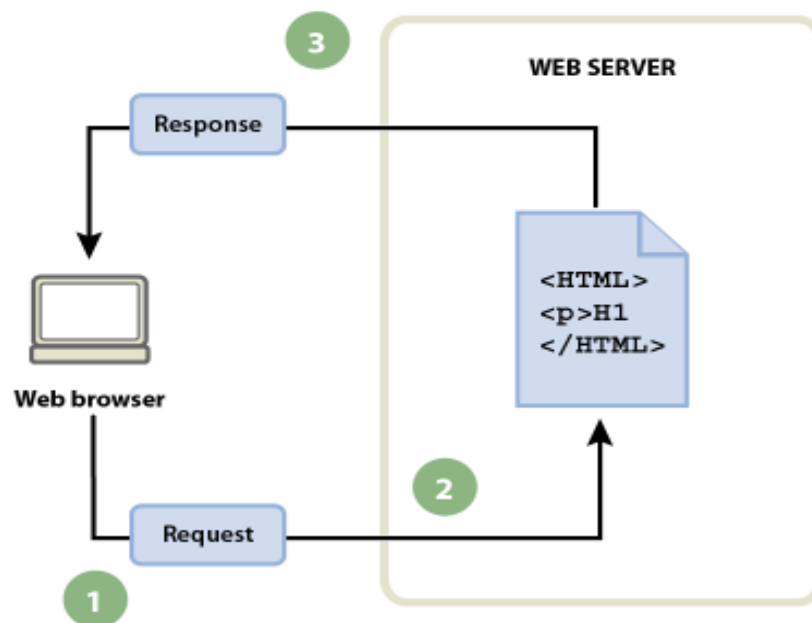 3
WEB SERVER
Response
<HTML>
<p>H1
</HTML>
Web browser
2
Request
1